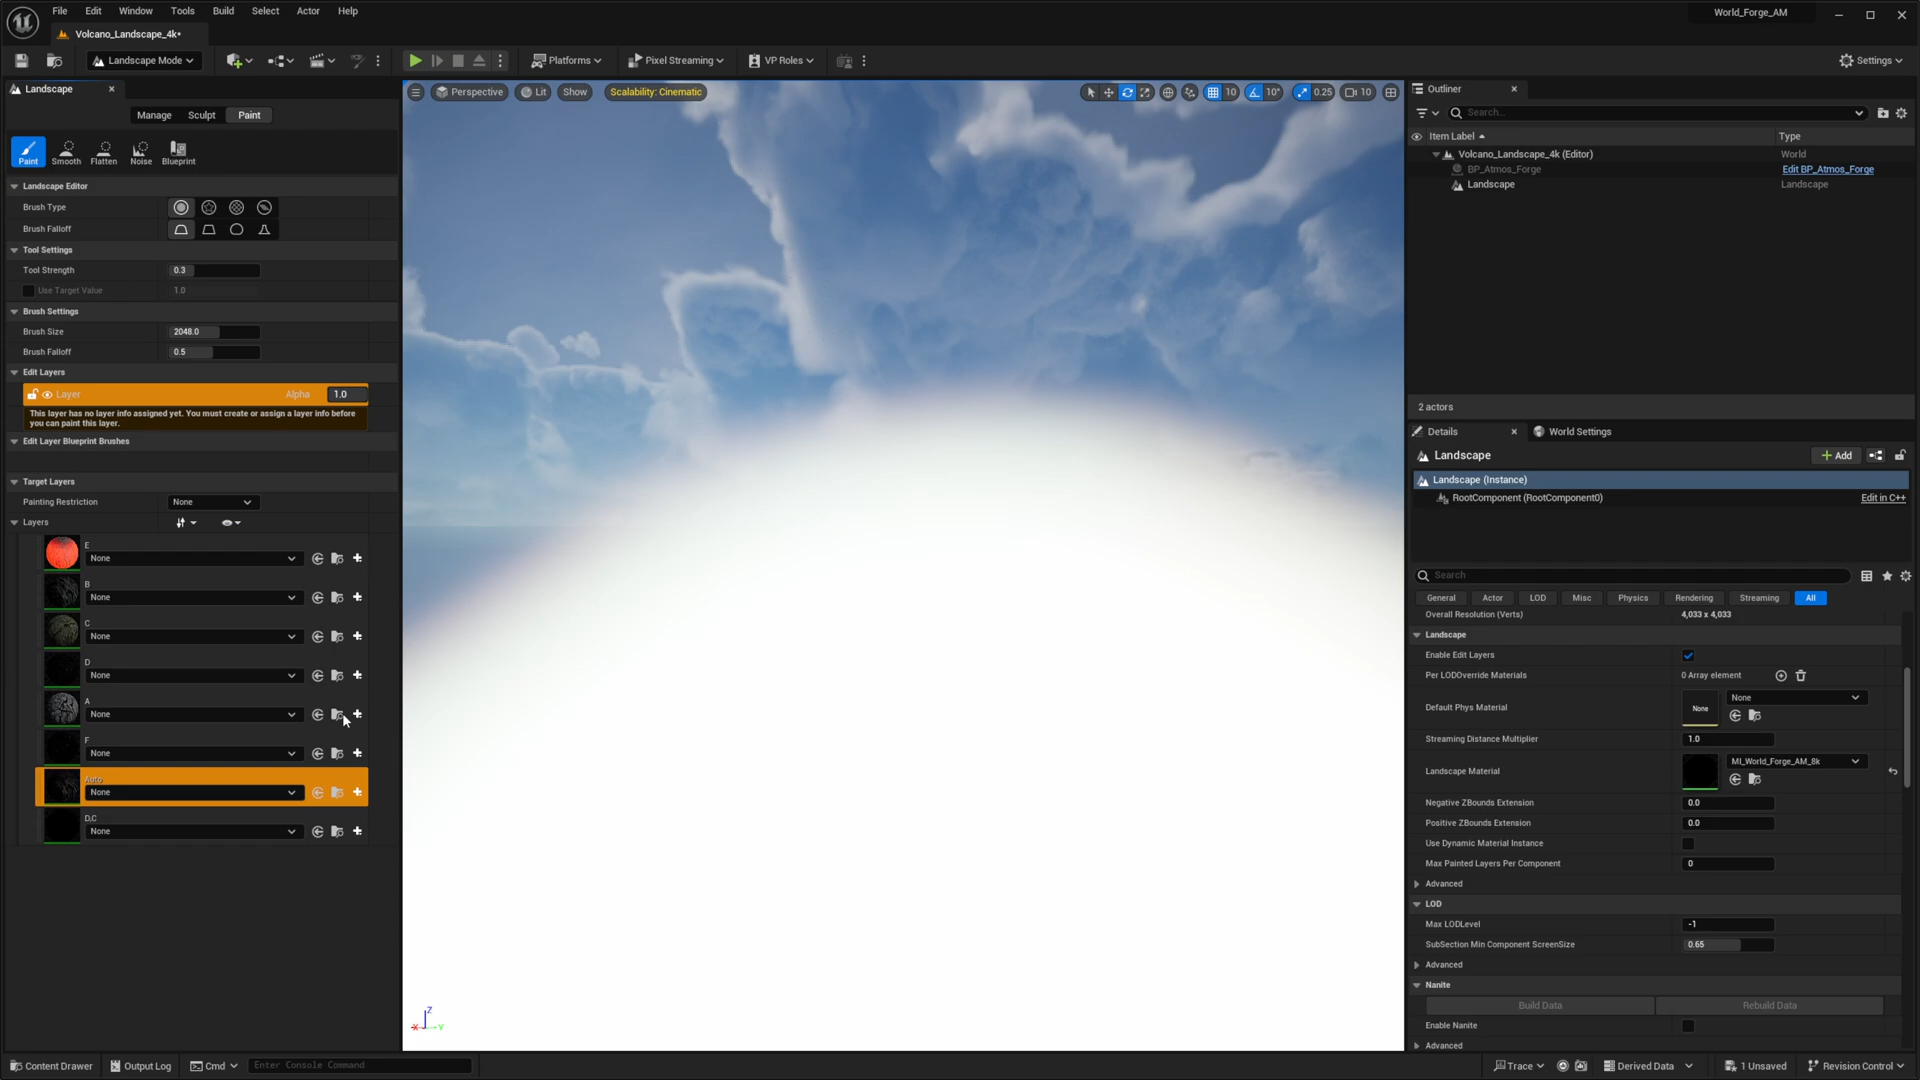 File Edit Window Tools Build Select Actor Help
World_Forge_AM
Volcano_Landscape_4k•
Landscape Mode
Platforms
Pixel Streaming
VP Roles
Settings
Landscape
Manage Sculpt Paint
Paint Smooth Flatten Noise Blueprint
Landscape Editor
Brush Type
Brush Falloff
Tool Settings
Tool Strength 0.3
Use Target Value 1.0
Brush Settings
Brush Size 2048.0
Brush Falloff 0.5
Edit Layers
Layer Alpha 1.0
This layer has no layer info assigned yet. You must create or assign a layer info before
you can paint this layer.
Edit Layer Blueprint Brushes
Target Layers
Painting Restriction None
Layers
E
None
B
None
C
None
D
None
A
None
F
None
Auto
None
D,C
None
Perspective Lit Show Scalability: Cinematic
10 10° 0.25 10
Z
X Y
Outliner
Search...
Item Label Type
Volcano_Landscape_4k (Editor) World
BP_Atmos_Forge Edit BP_Atmos_Forge
Landscape Landscape
2 actors
Details World Settings
Landscape Add
Landscape (Instance)
RootComponent (RootComponent0) Edit in C++
Search
General Actor LOD Misc Physics Rendering Streaming All
Overall Resolution (Verts) 4,033 x 4,033
Landscape
Enable Edit Layers
Per LODOverride Materials 0 Array element
Default Phys Material None None
Streaming Distance Multiplier 1.0
Landscape Material MI_World_Forge_AM_8k
Negative ZBounds Extension 0.0
Positive ZBounds Extension 0.0
Use Dynamic Material Instance
Max Painted Layers Per Component 0
Advanced
LOD
Max LODLevel -1
SubSection Min Component ScreenSize 0.65
Advanced
Nanite
Build Data Rebuild Data
Enable Nanite
Advanced
Content Drawer Output Log Cmd Enter Console Command
Trace Derived Data 1 Unsaved Revision Control